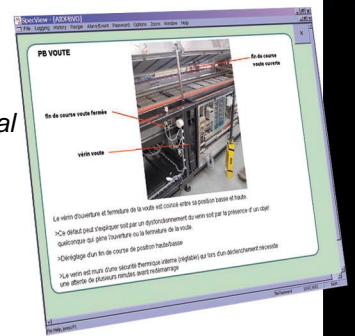 SpecView - [AIDPBVO]
File Logging History Recipe Alarm/Event Password Options Zoom Window Help
al
PB VOUTE
fin de course
voute ouverte
fin de course voute fermée
vérin voute
Le vérin d'ouverture et fermeture de la voute est coincé entre sa position basse et haute.
>Ce défaut peut s'expliquer soit par un dysfonctionnement du verin soit par la présence d' un objet
quelconque qui gène l'ouverture ou la fermeture de la voute.
>Déréglage d'un fin de course de position haute/basse
>Le verin est muni d'une sécurité thermique interne (réglable) qui lors d'un déclenchement nécessite
une attente de plusieurs minutes avant redémarrage